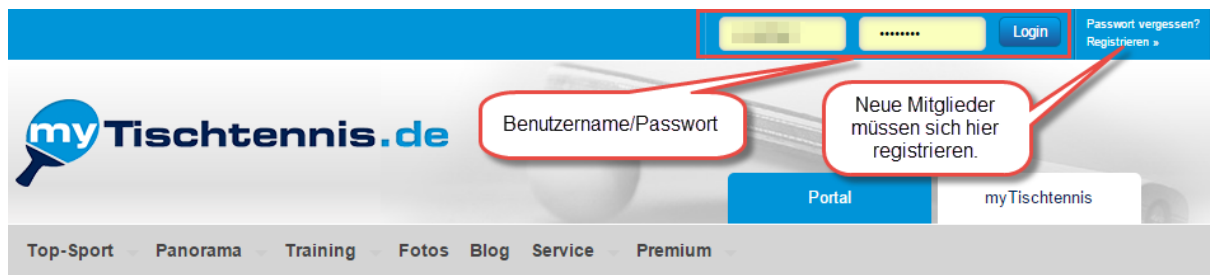 Login
Passwort vergessen?
Registrieren »
Benutzername/Passwort
Neue Mitglieder
müssen sich hier
registrieren.
myTischtennis.de
Portal
myTischtennis
Top-Sport
Panorama
Training
Fotos
Blog
Service
Premium